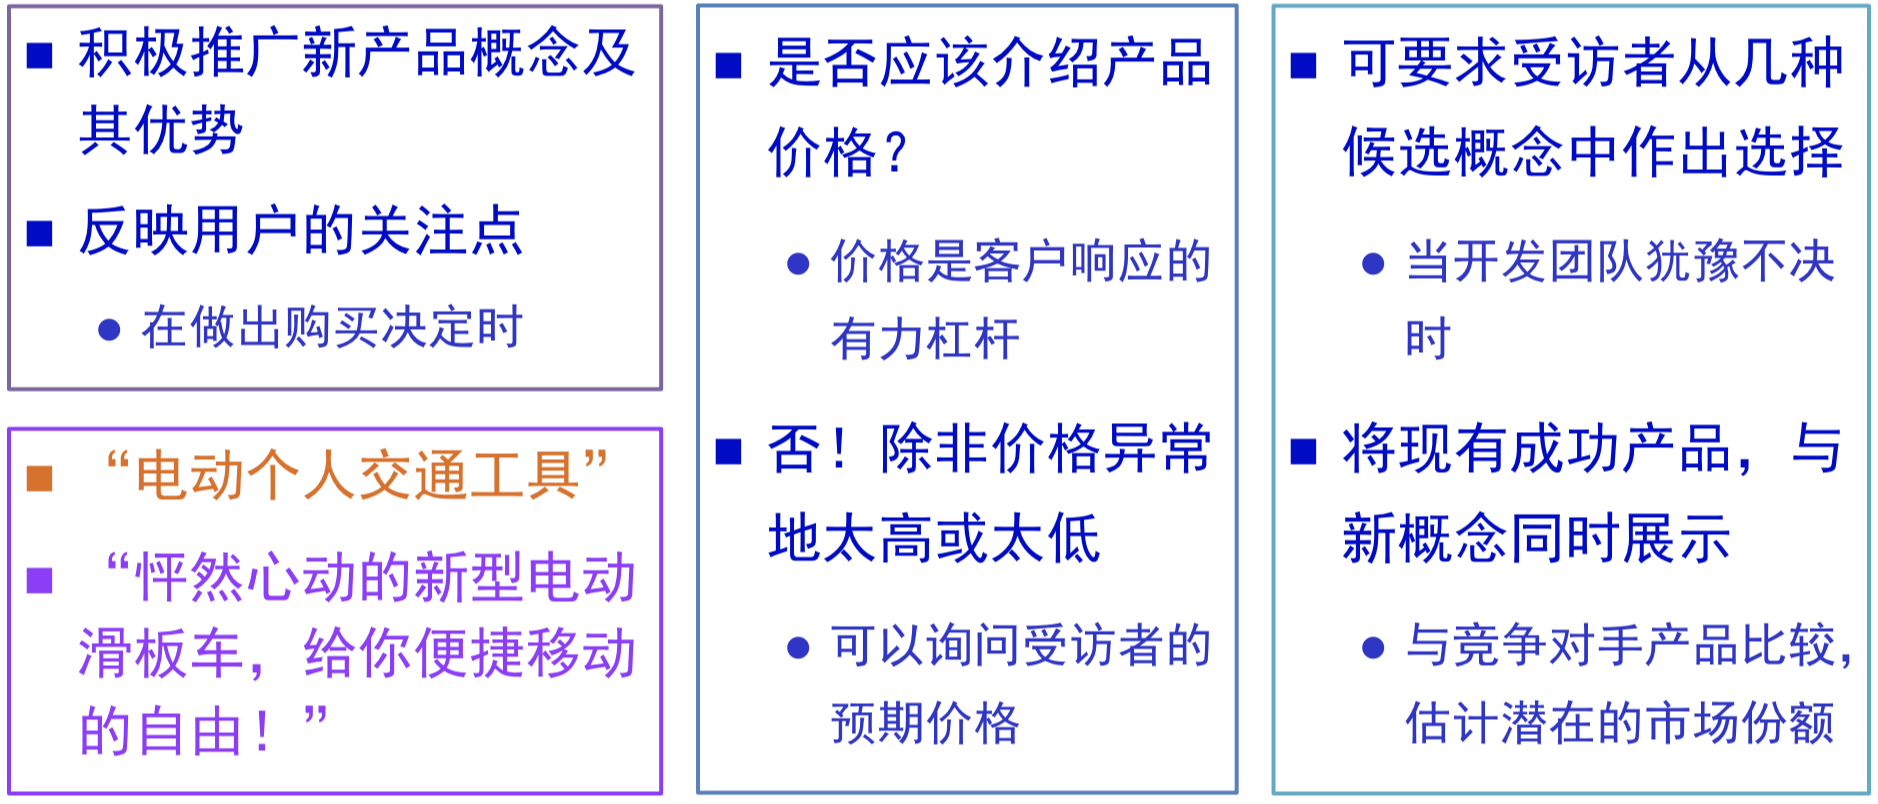 积极推广新产品概念及
其优势
反映用户的关注点
在做出购买决定时
“电动个人交通工具”
“怦然心动的新型电动
滑板车，给你便捷移动
的自由！”
是否应该介绍产品
价格？
价格是客户响应的
有力杠杆
否！除非价格异常
地太高或太低
可以询问受访者的
预期价格
可要求受访者从几种
候选概念中作出选择
当开发团队犹豫不决
时
将现有成功产品，与
新概念同时展示
与竞争对手产品比较，
估计潜在的市场份额